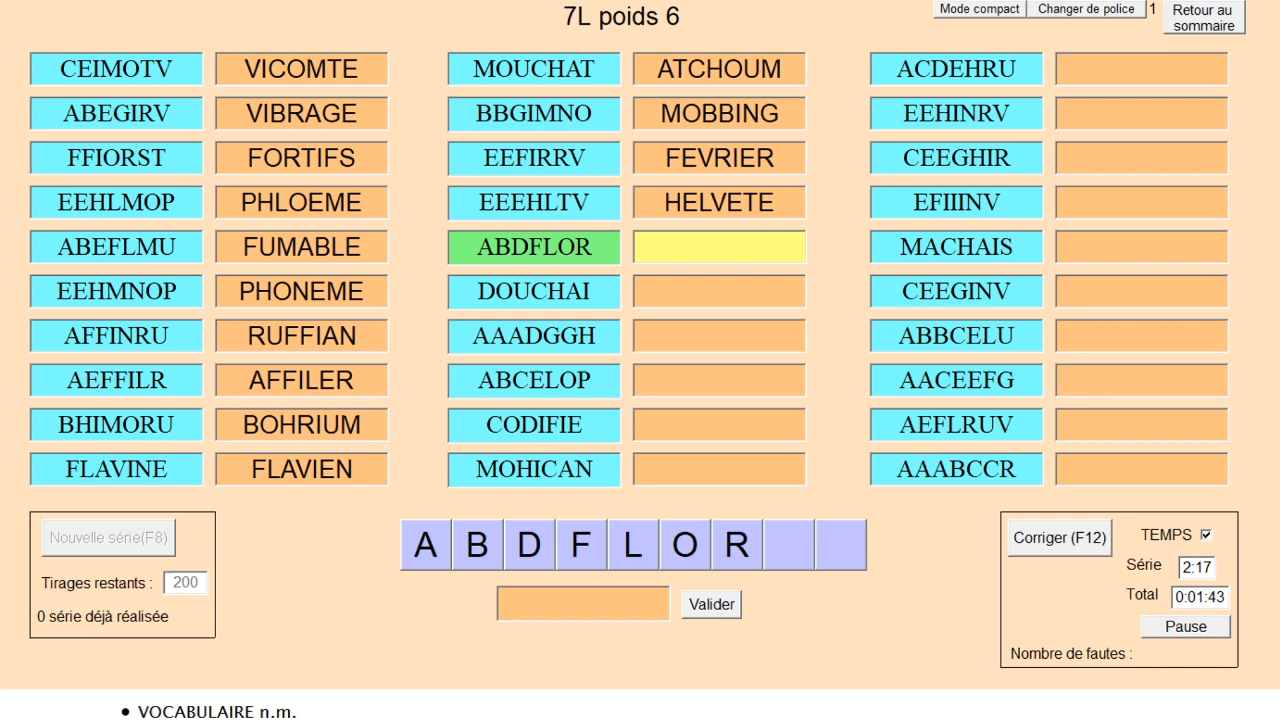 7L poids 6
Mode compact Changer de police 1 Retour au sommaire
CEIMOTV VICOMTE MOUCHAT ATCHOUM ACDEHRU
ABEGIRV VIBRAGE BBGIMNO MOBBING EEHINRV
FFIORST FORTIFS EEFIRRV FEVRIER CEEGHIR
EEHLMOP PHLOEME EEEHLTV HELVETE EFIIINV
ABEFLMU FUMABLE ABDFLOR MACHAIS
EEHMNOP PHONEME DOUCHAI CEEGINV
AFFINRU RUFFIAN AAADGGH ABBCELU
AEFFILR AFFILER ABCELOP AACEEFG
BHIMORU BOHRIUM CODIFIE AEFLRUV
FLAVINE FLAVIEN MOHICAN AAABCCR
Nouvelle série(F8)
Tirages restants : 200
0 série déjà réalisée
A B D F L O R
Valider
Corriger (F12) TEMPS
Série 2:17
Total 0:01:43
Pause
Nombre de fautes :
• VOCABULAIRE n.m.